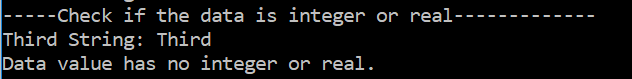 -----Check if the data is integer or real-------------
Third String: Third
Data value has no integer or real.